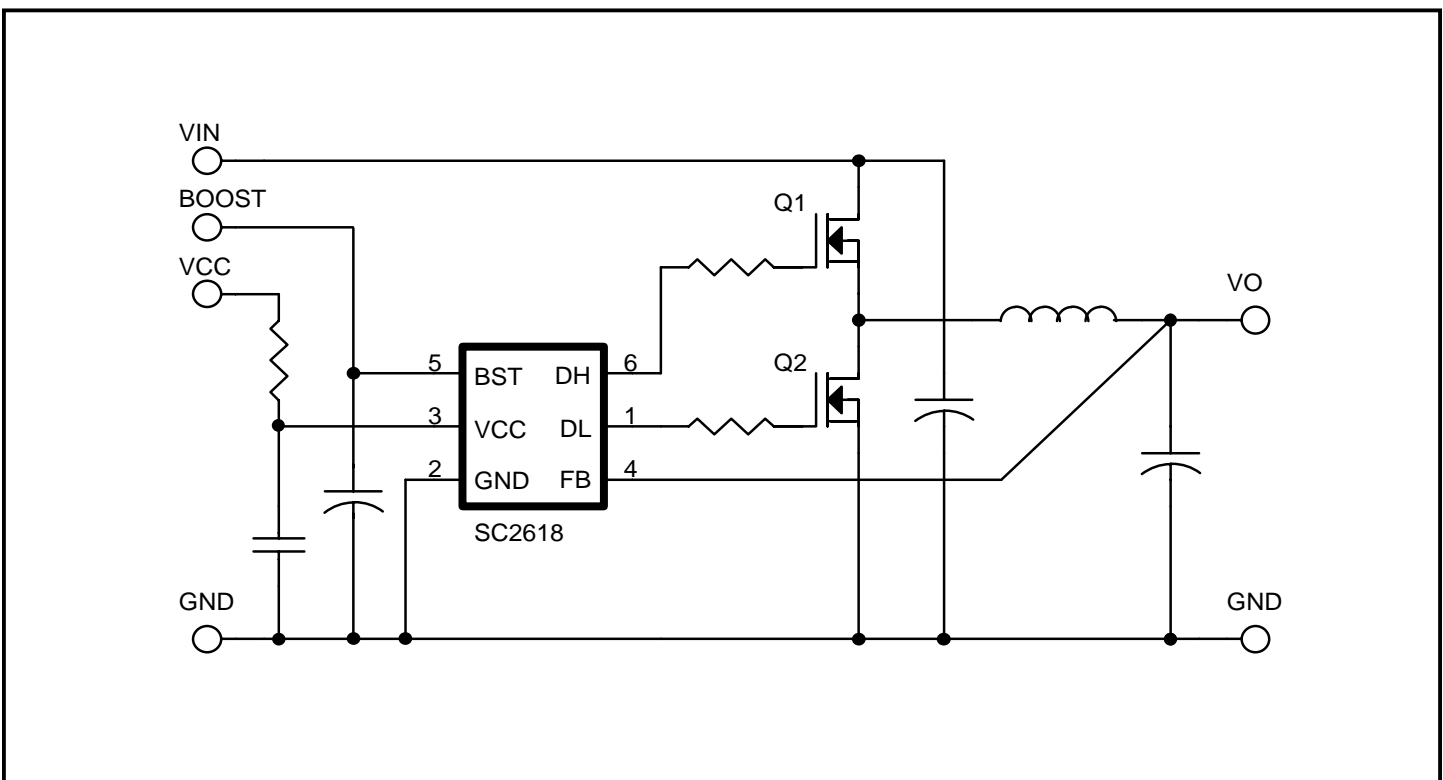 VIN
BOOST
VCC
Q1
VO
5 BST DH 6
Q2
3 VCC DL 1
2 GND FB 4
SC2618
GND GND